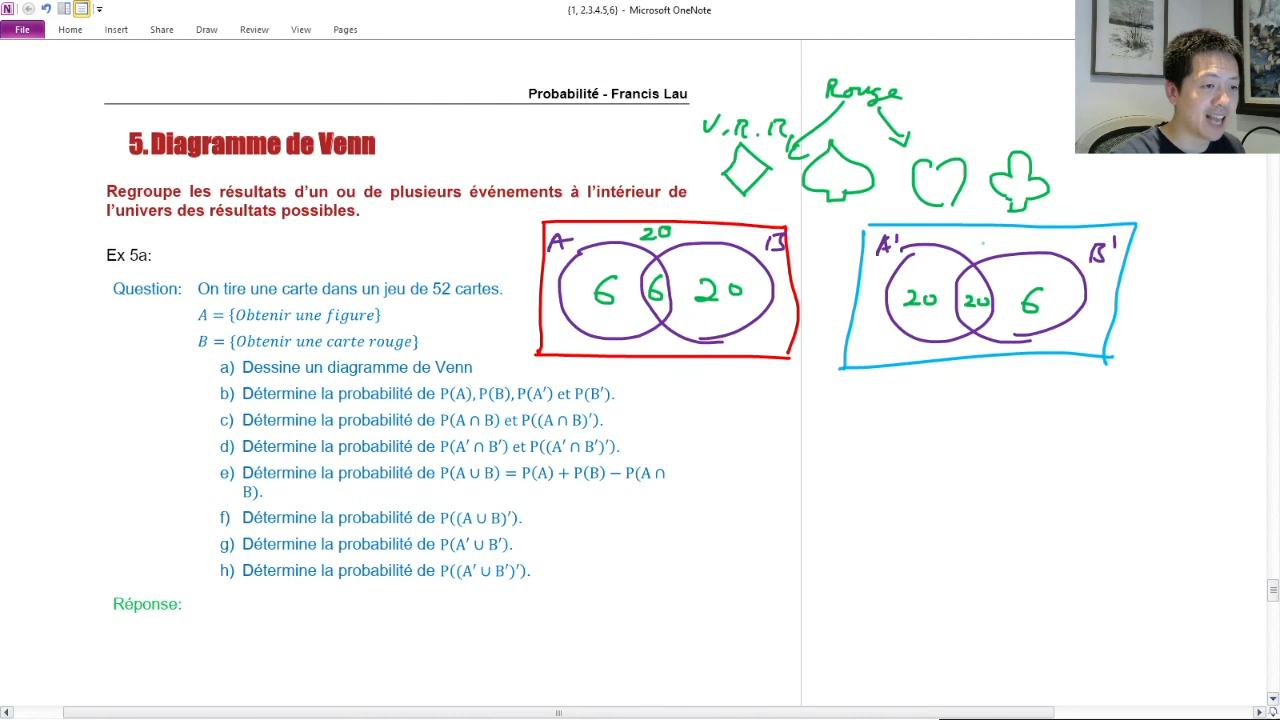 {1, 2.3.4.5,6} - Microsoft OneNote
File Home Insert Share Draw Review View Pages
Probabilité - Francis Lau
5. Diagramme de Venn
Regroupe les résultats d'un ou de plusieurs événements à l'intérieur de
l'univers des résultats possibles.
Ex 5a:
Question: On tire une carte dans un jeu de 52 cartes.
A = {Obtenir une figure}
B = {Obtenir une carte rouge}
a) Dessine un diagramme de Venn
b) Détermine la probabilité de P(A), P(B), P(A′) et P(B′).
c) Détermine la probabilité de P(A ∩ B) et P((A ∩ B)′).
d) Détermine la probabilité de P(A′ ∩ B′) et P((A′ ∩ B′)′).
e) Détermine la probabilité de P(A ∪ B) = P(A) + P(B) − P(A ∩
B).
f) Détermine la probabilité de P((A ∪ B)′).
g) Détermine la probabilité de P(A′ ∪ B′).
h) Détermine la probabilité de P((A′ ∪ B′)′).
Réponse:
Rouge
V.R.R.
A 20 B
6 6 20
A' B'
20 20 6